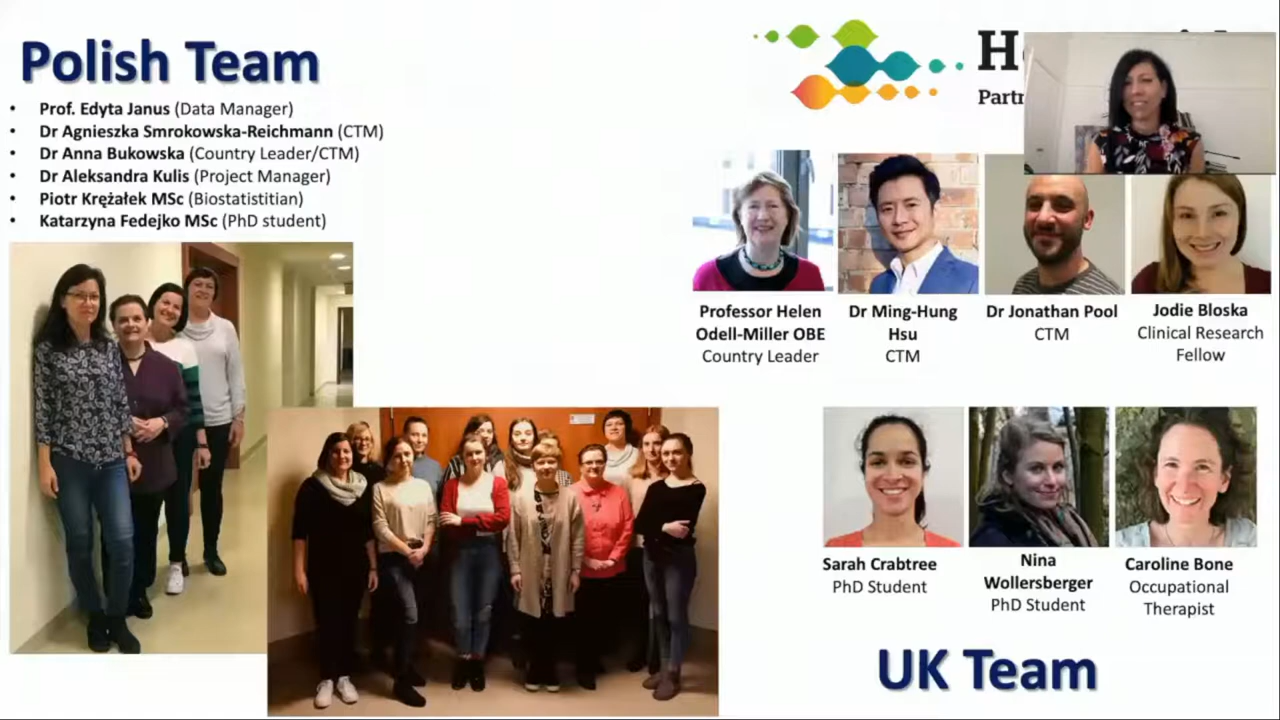 Polish Team
• Prof. Edyta Janus (Data Manager)
• Dr Agnieszka Smrokowska-Reichmann (CTM)
• Dr Anna Bukowska (Country Leader/CTM)
• Dr Aleksandra Kulis (Project Manager)
• Piotr Krężałek MSc (Biostatistitian)
• Katarzyna Fedejko MSc (PhD student)
Professor Helen
Odell-Miller OBE
Country Leader
Dr Ming-Hung
Hsu
CTM
Dr Jonathan Pool
CTM
Jodie Bloska
Clinical Research
Fellow
Sarah Crabtree
PhD Student
Nina
Wollersberger
PhD Student
Caroline Bone
Occupational
Therapist
UK Team